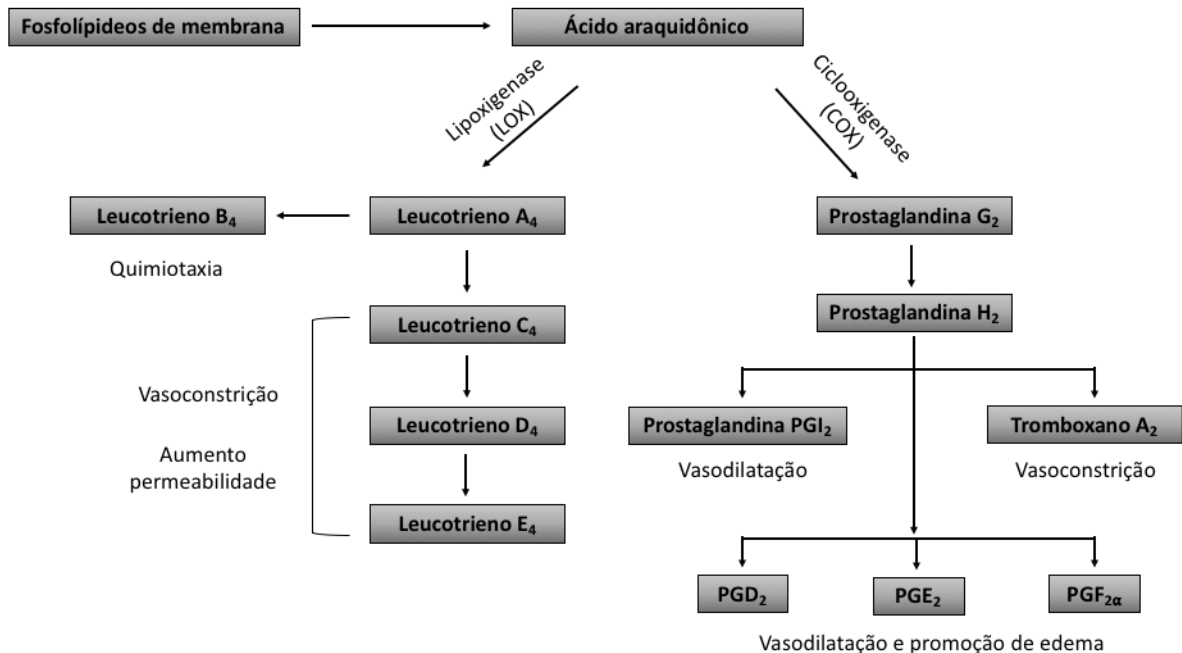 Fosfolípideos de membrana
Ácido araquidônico
Lipoxigenase
(LOX)
Ciclooxigenase
(COX)
Leucotrieno B₄
Leucotrieno A₄
Prostaglandina G₂
Quimiotaxia
Leucotrieno C₄
Prostaglandina H₂
Vasoconstrição
Aumento
permeabilidade
Leucotrieno D₄
Prostaglandina PGI₂
Tromboxano A₂
Vasodilatação
Vasoconstrição
Leucotrieno E₄
PGD₂
PGE₂
PGF₂α
Vasodilatação e promoção de edema